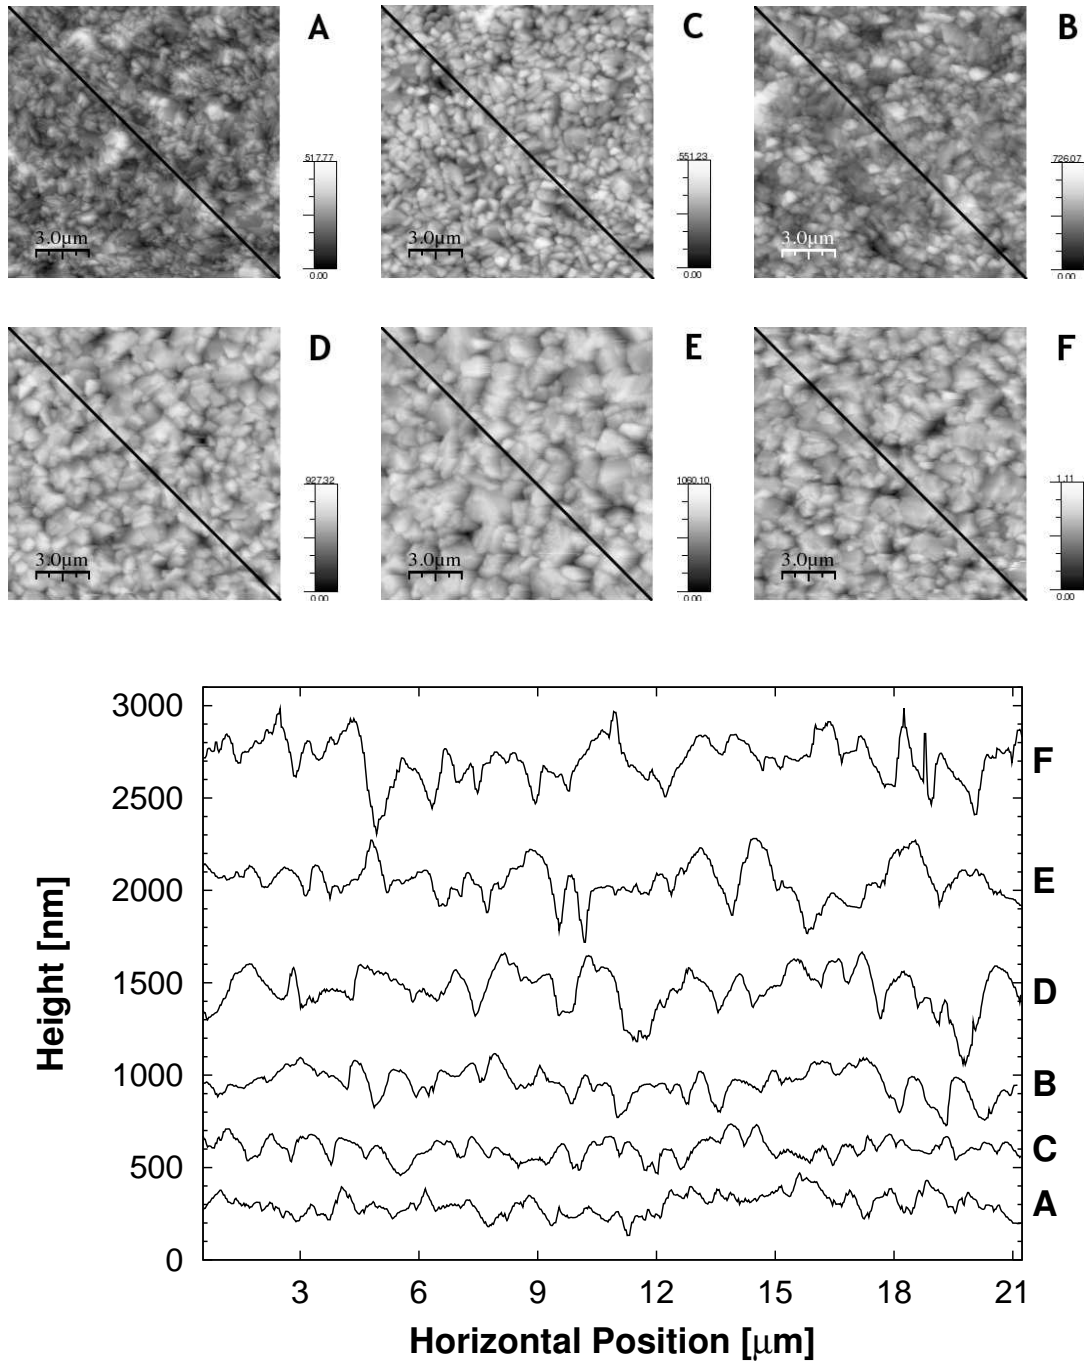 A
C
B
517.77
551.23
726.07
3.0µm
3.0µm
3.0µm
0.00
0.00
0.00
D
E
F
927.32
1060.10
1.11
3.0µm
3.0µm
3.0µm
0.00
0.00
0.00
3000
F
2500
E
2000
Height [nm]
1500
D
1000
B
C
500
A
0
3 6 9 12 15 18 21
Horizontal Position [µm]